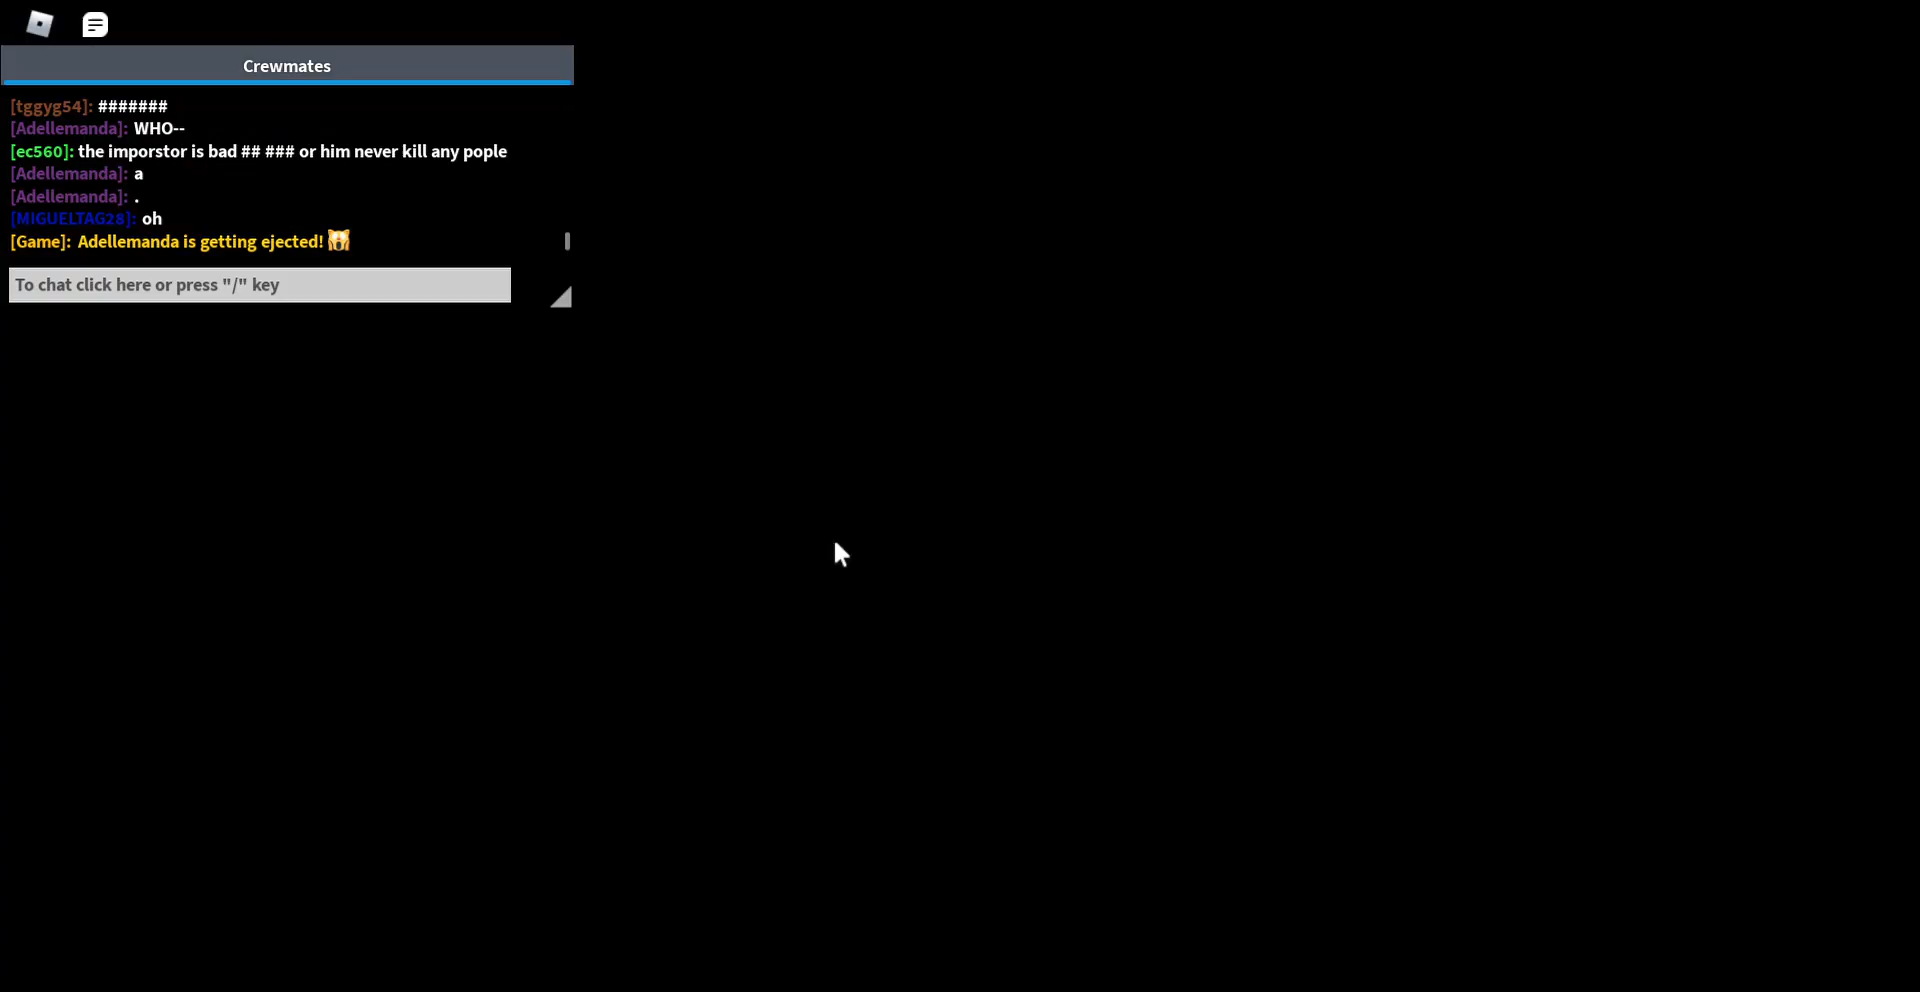 Crewmates
[tggyg54]: #######
[Adellemanda]: WHO--
[ec560]: the imporstor is bad ## ### or him never kill any pople
[Adellemanda]: a
[Adellemanda]: .
[MIGUELTAG28]: oh
[Game]: Adellemanda is getting ejected! 🙀
To chat click here or press "/" key